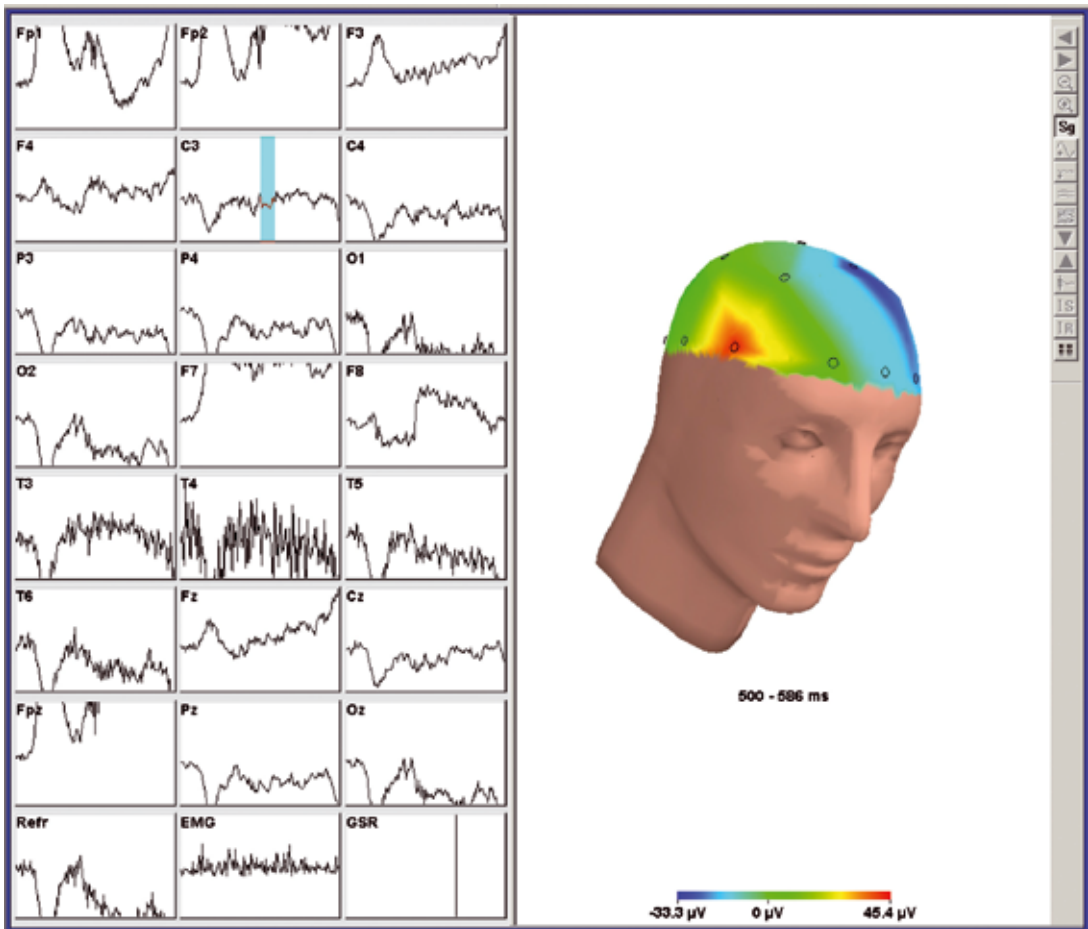 Fp1 Fp2 F3
F4 C3 C4
P3 P4 O1
O2 F7 F8
T3 T4 T5
T6 Fz Cz
Fpz Pz Oz
Refr EMG GSR
500 - 586 ms
-33.3 µV 0 µV 45.4 µV
Sg
IS
IR